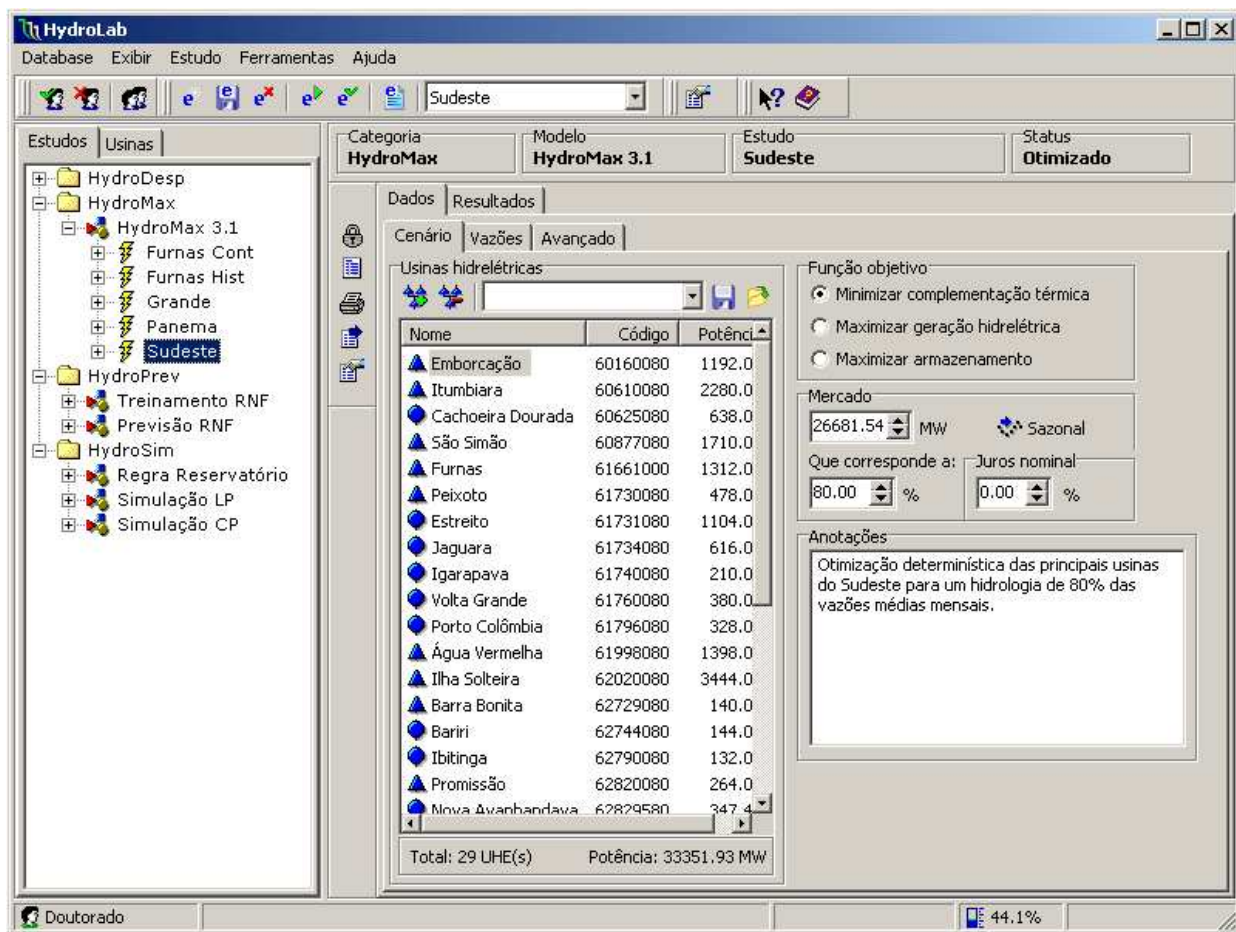 HydroLab
Database Exibir Estudo Ferramentas Ajuda
Sudeste
Estudos Usinas
HydroDesp
HydroMax
HydroMax 3.1
Furnas Cont
Furnas Hist
Grande
Panema
Sudeste
HydroPrev
Treinamento RNF
Previsão RNF
HydroSim
Regra Reservatório
Simulação LP
Simulação CP
Categoria Modelo Estudo Status
HydroMax HydroMax 3.1 Sudeste Otimizado
Dados Resultados
Cenário Vazões Avançado
Usinas hidrelétricas
Nome Código Potênci
Emborcação 60160080 1192.0
Itumbiara 60610080 2280.0
Cachoeira Dourada 60625080 638.0
São Simão 60877080 1710.0
Furnas 61661000 1312.0
Peixoto 61730080 478.0
Estreito 61731080 1104.0
Jaguara 61734080 616.0
Igarapava 61740080 210.0
Volta Grande 61760080 380.0
Porto Colômbia 61796080 328.0
Água Vermelha 61998080 1398.0
Ilha Solteira 62020080 3444.0
Barra Bonita 62729080 140.0
Bariri 62744080 144.0
Ibitinga 62790080 132.0
Promissão 62820080 264.0
Nova Avanhandava 62829580 347.4
Total: 29 UHE(s) Potência: 33351.93 MW
Função objetivo
Minimizar complementação térmica
Maximizar geração hidrelétrica
Maximizar armazenamento
Mercado
26681.54 MW Sazonal
Que corresponde a: Juros nominal
80.00 % 0.00 %
Anotações
Otimização determinística das principais usinas
do Sudeste para um hidrologia de 80% das
vazões médias mensais.
Doutorado 44.1%